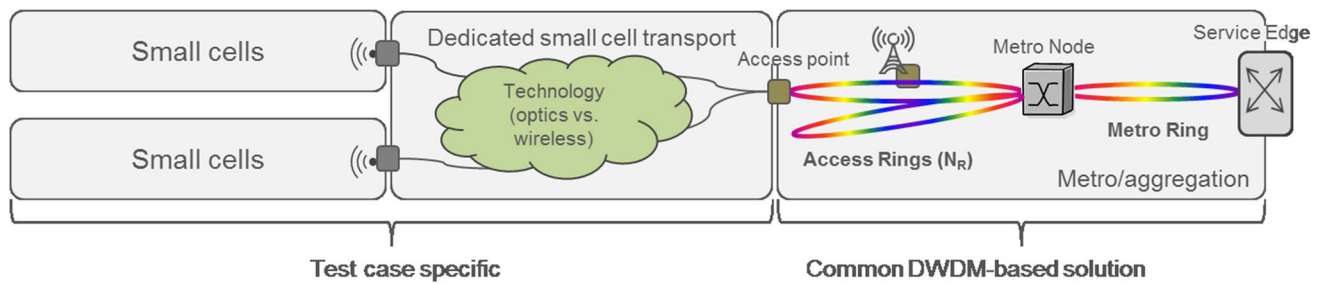 Small cells
Dedicated small cell transport
Technology
(optics vs.
wireless)
Small cells
Access point
Metro Node
Service Edge
Metro Ring
Access Rings (NR)
Metro/aggregation
Test case specific
Common DWDM-based solution